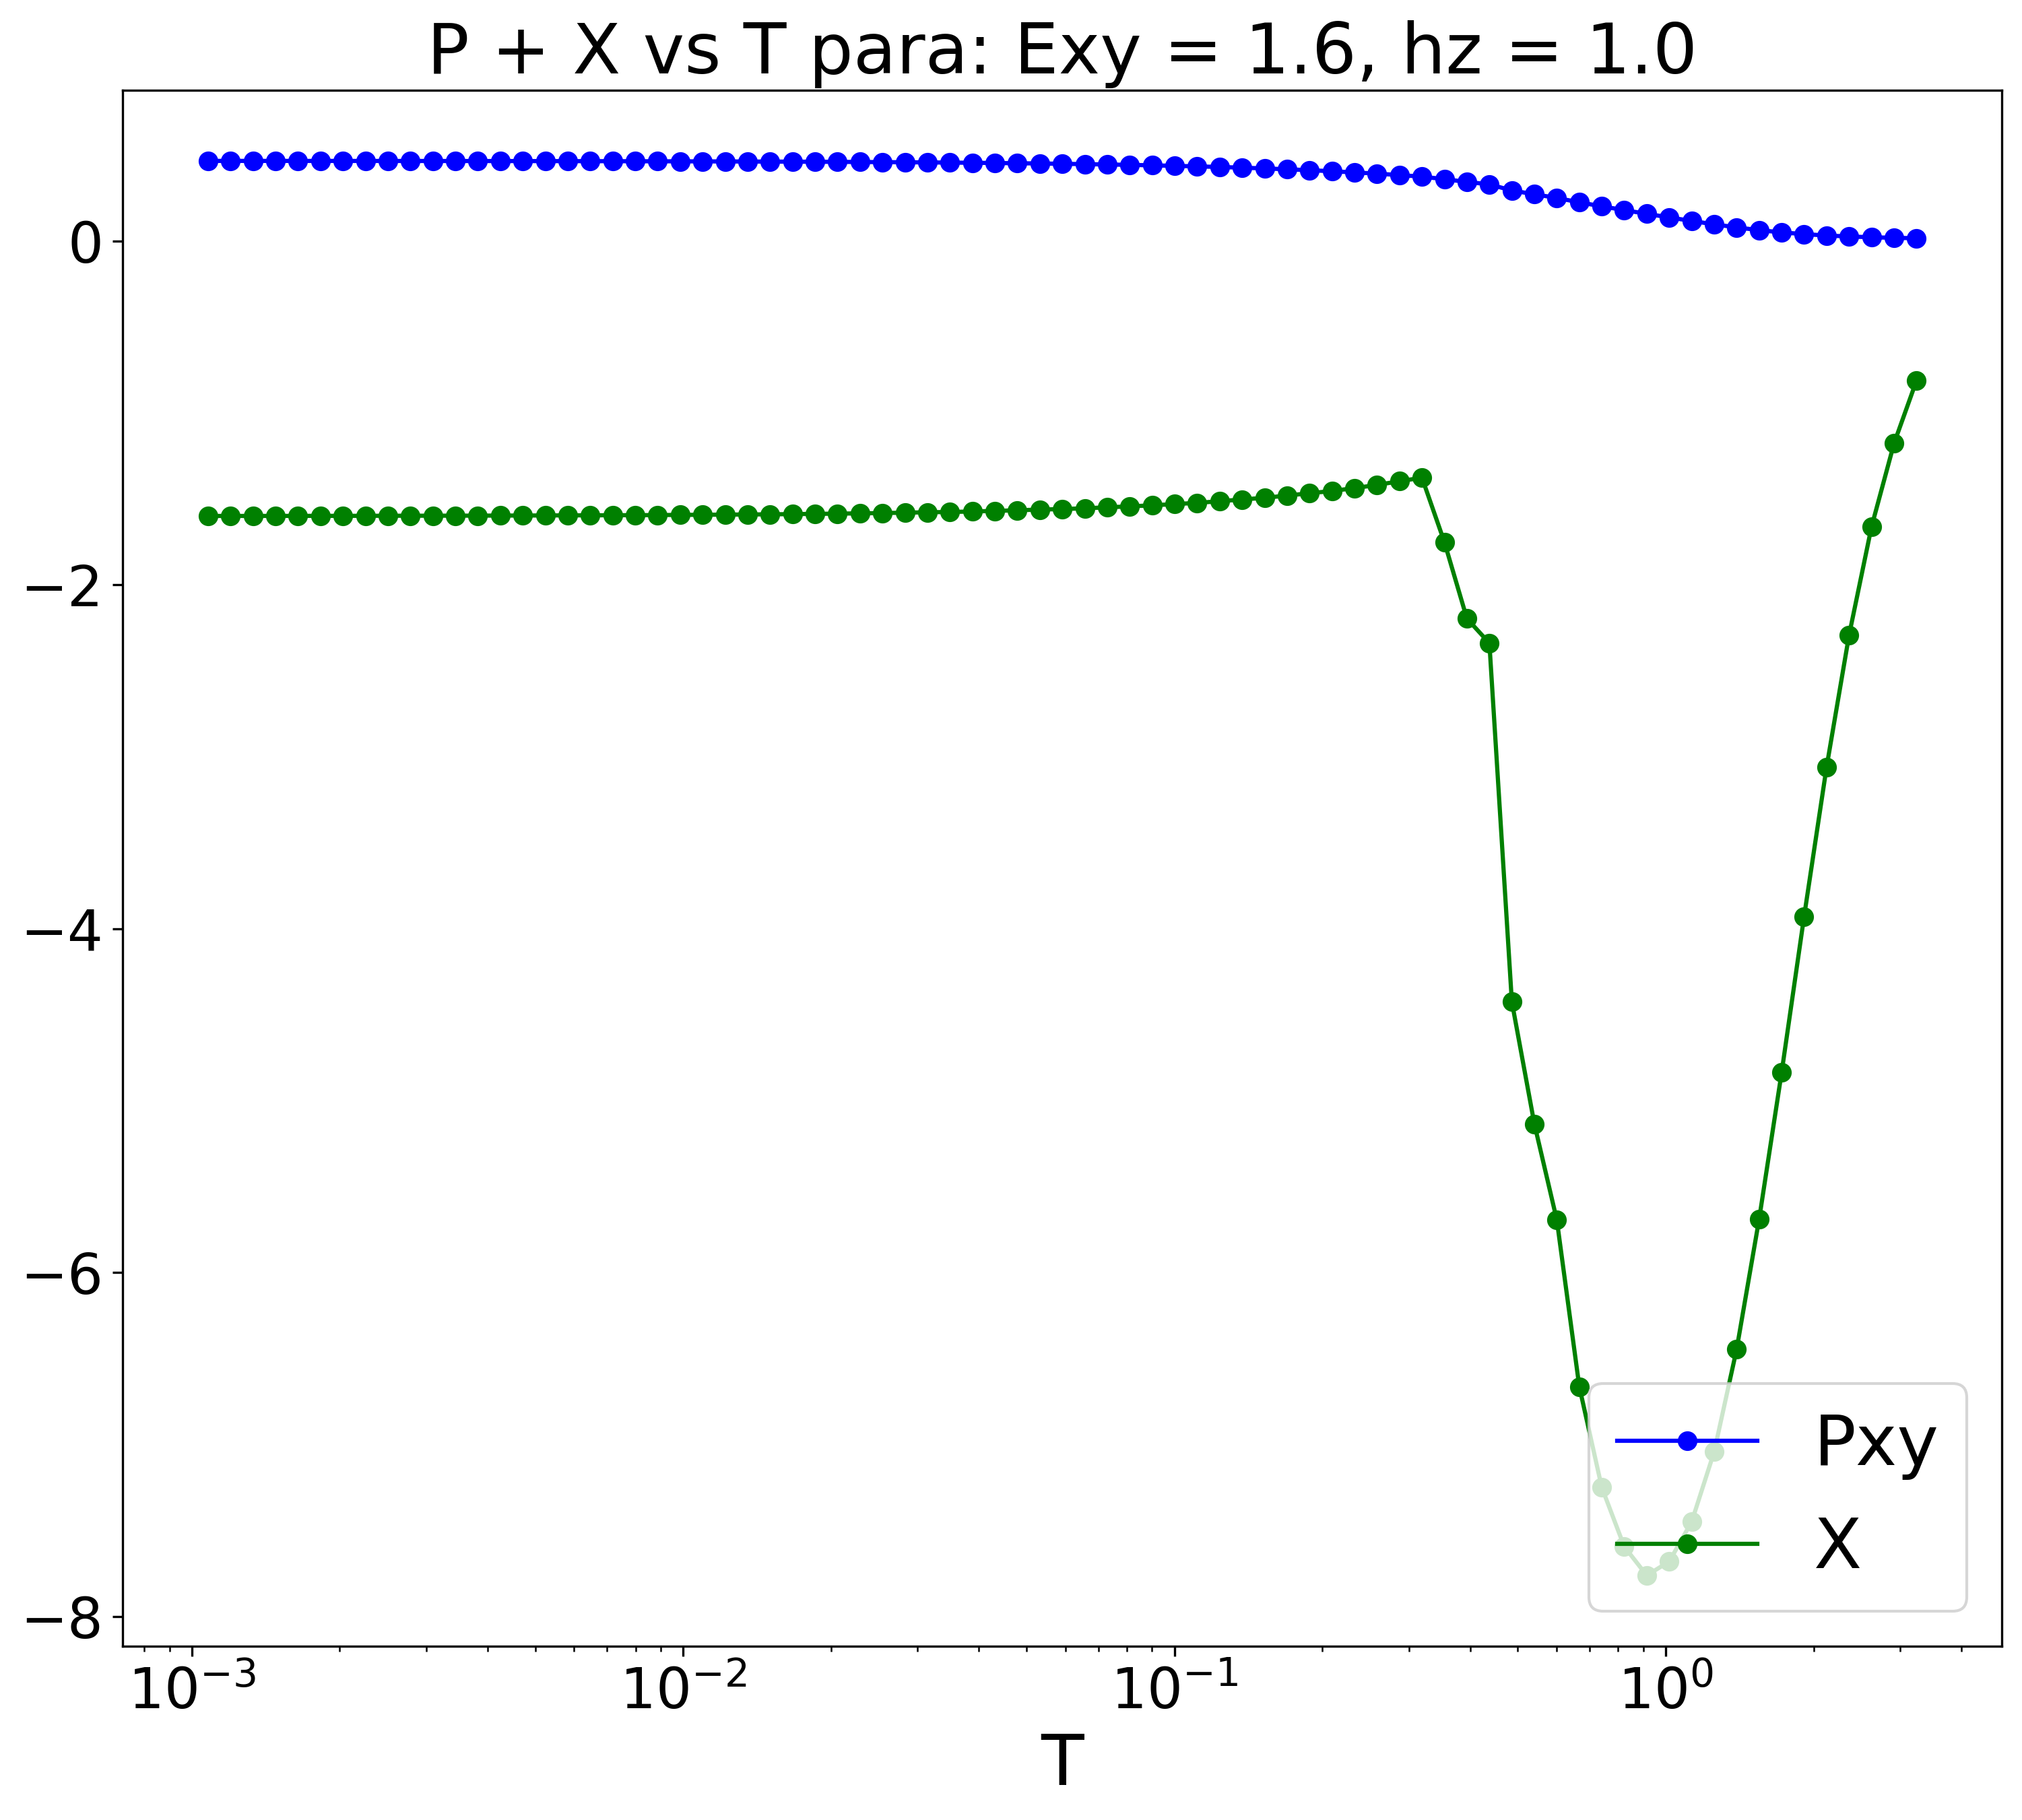 P + X vs T para: Exy = 1.6, hz = 1.0
0
−2
−4
−6
−8
Pxy
X
10⁻³ 10⁻² 10⁻¹ 10⁰
T